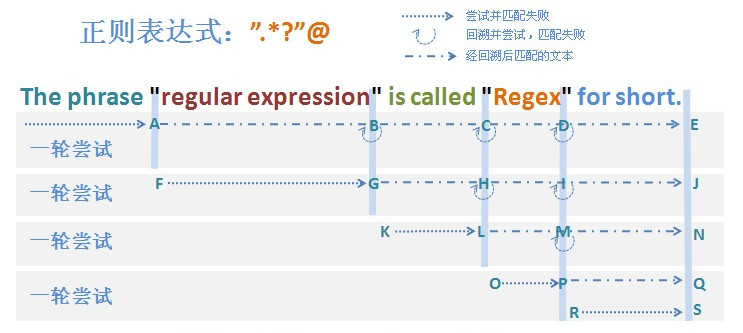 正则表达式：”.*?”@
尝试并匹配失败
回溯并尝试，匹配失败
经回溯后匹配的文本
The phrase "regular expression" is called "Regex" for short.
A B C D E
一轮尝试
F G H I J
一轮尝试
K L M N
一轮尝试
O P Q
一轮尝试
R S